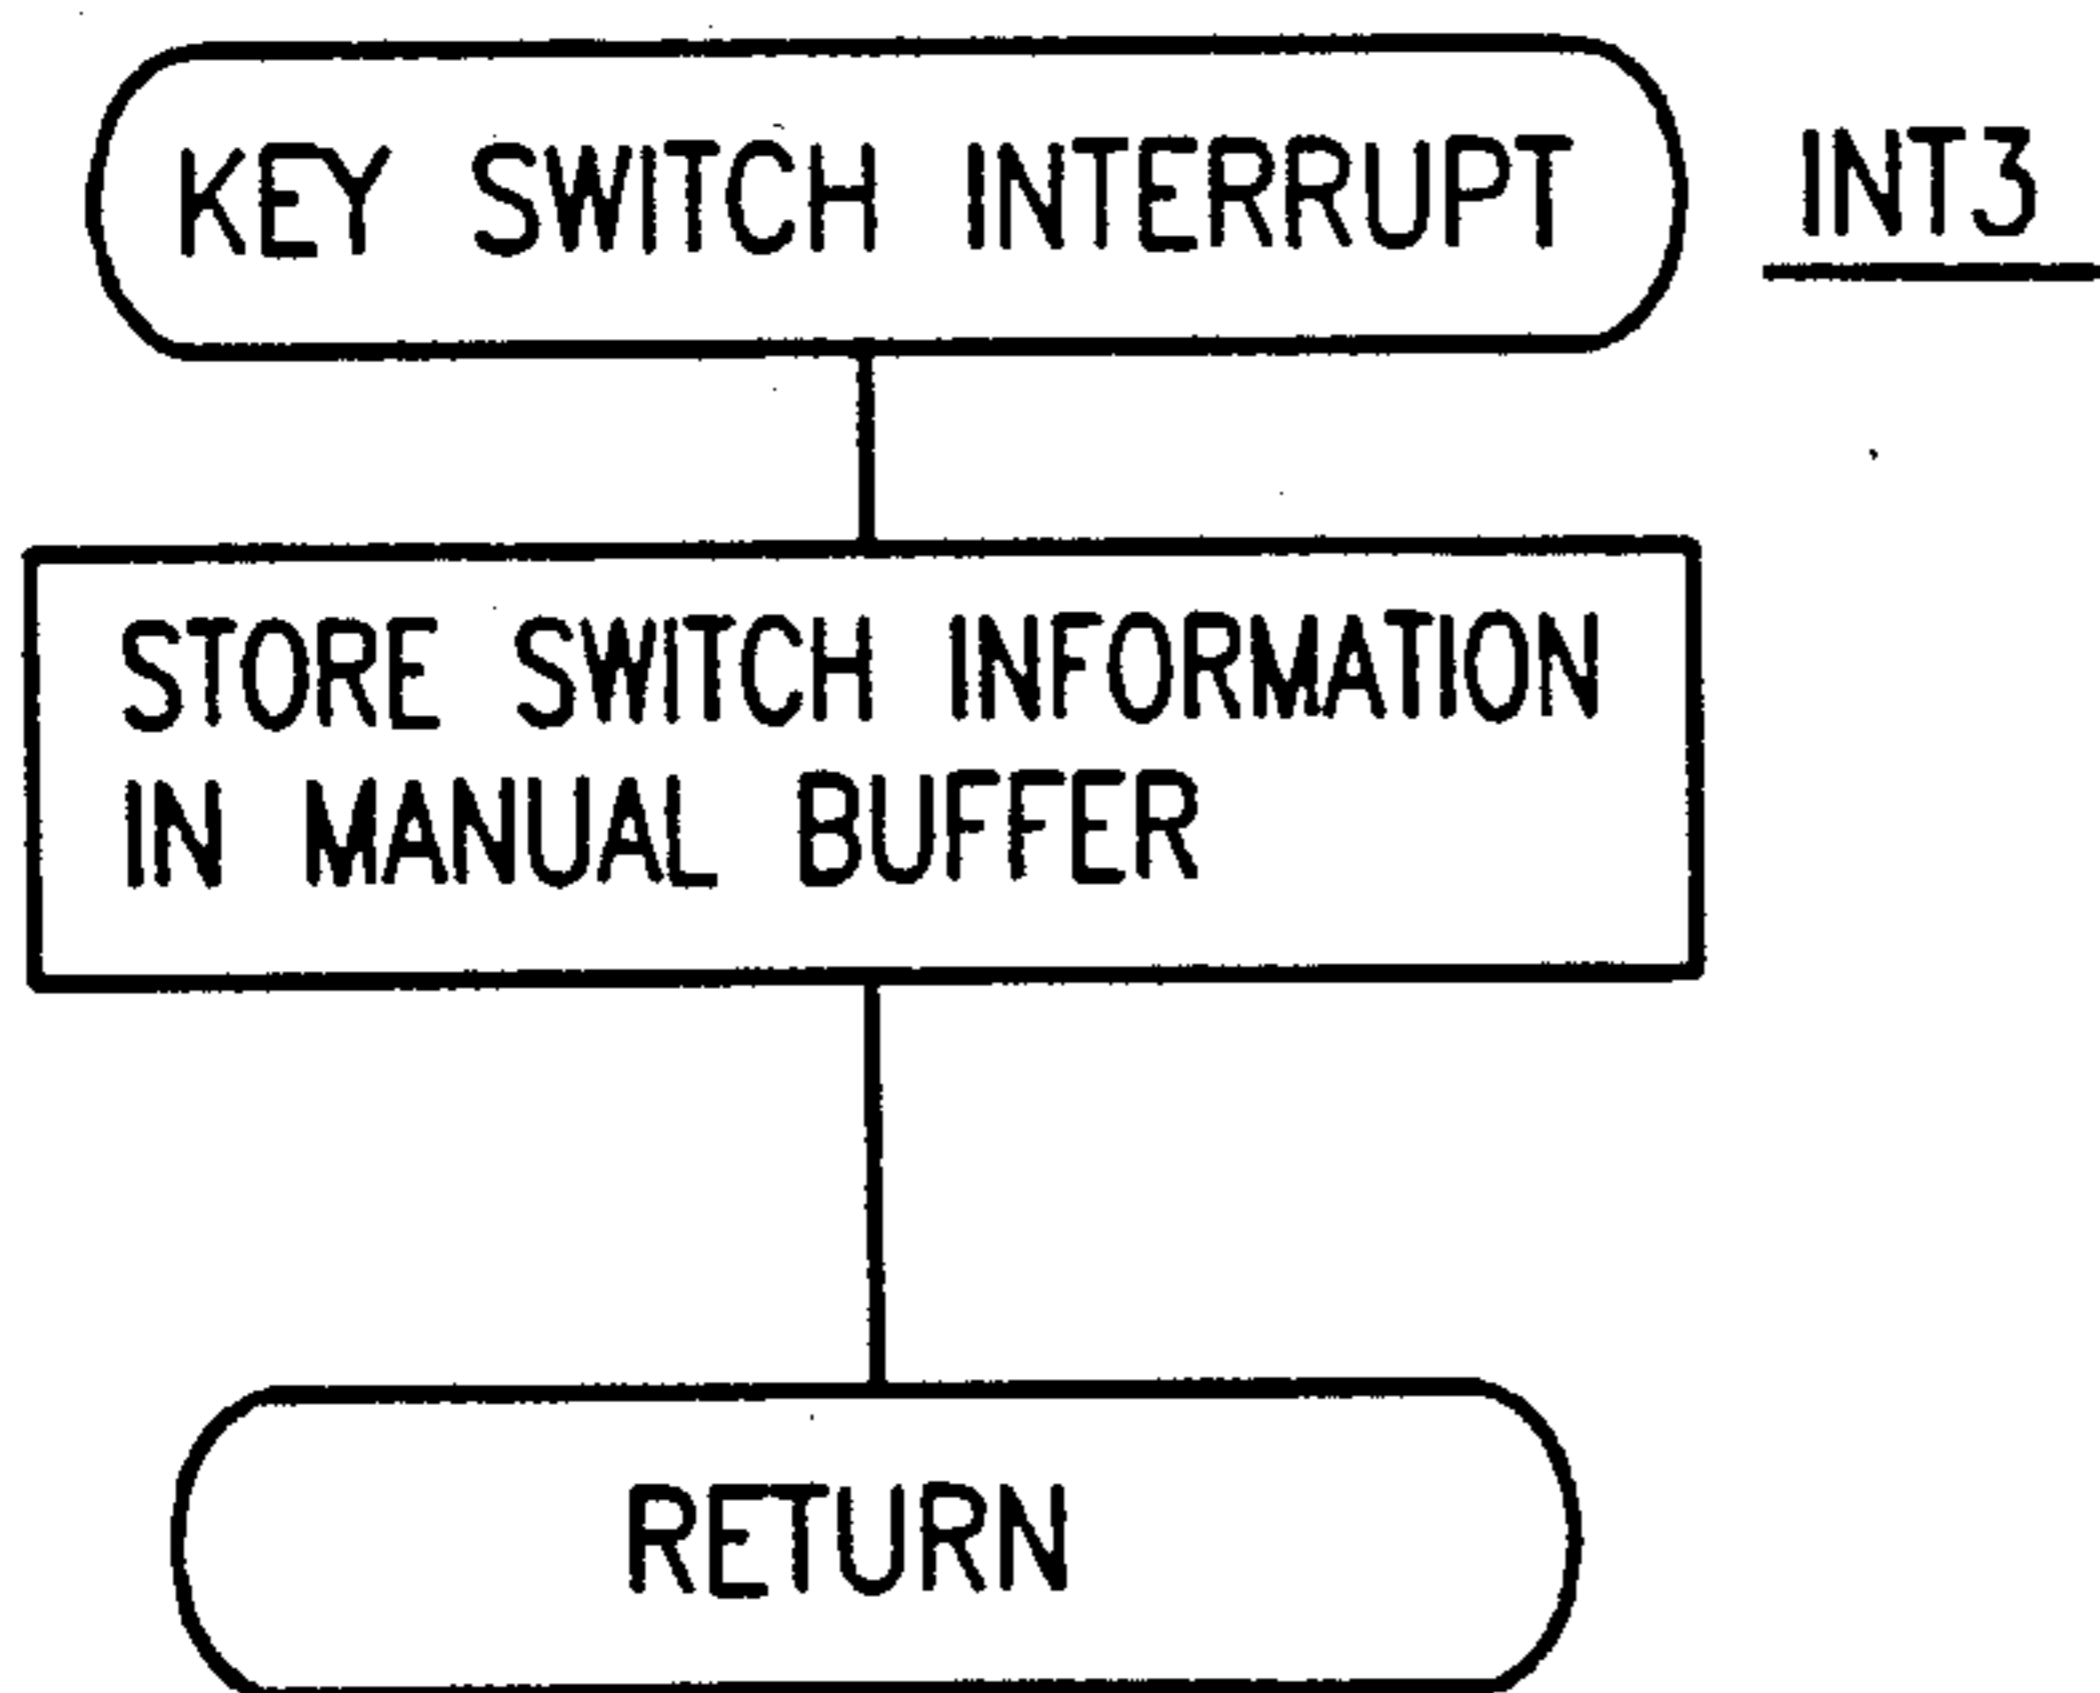 KEY SWITCH INTERRUPT INT3
STORE SWITCH INFORMATION
IN MANUAL BUFFER
RETURN